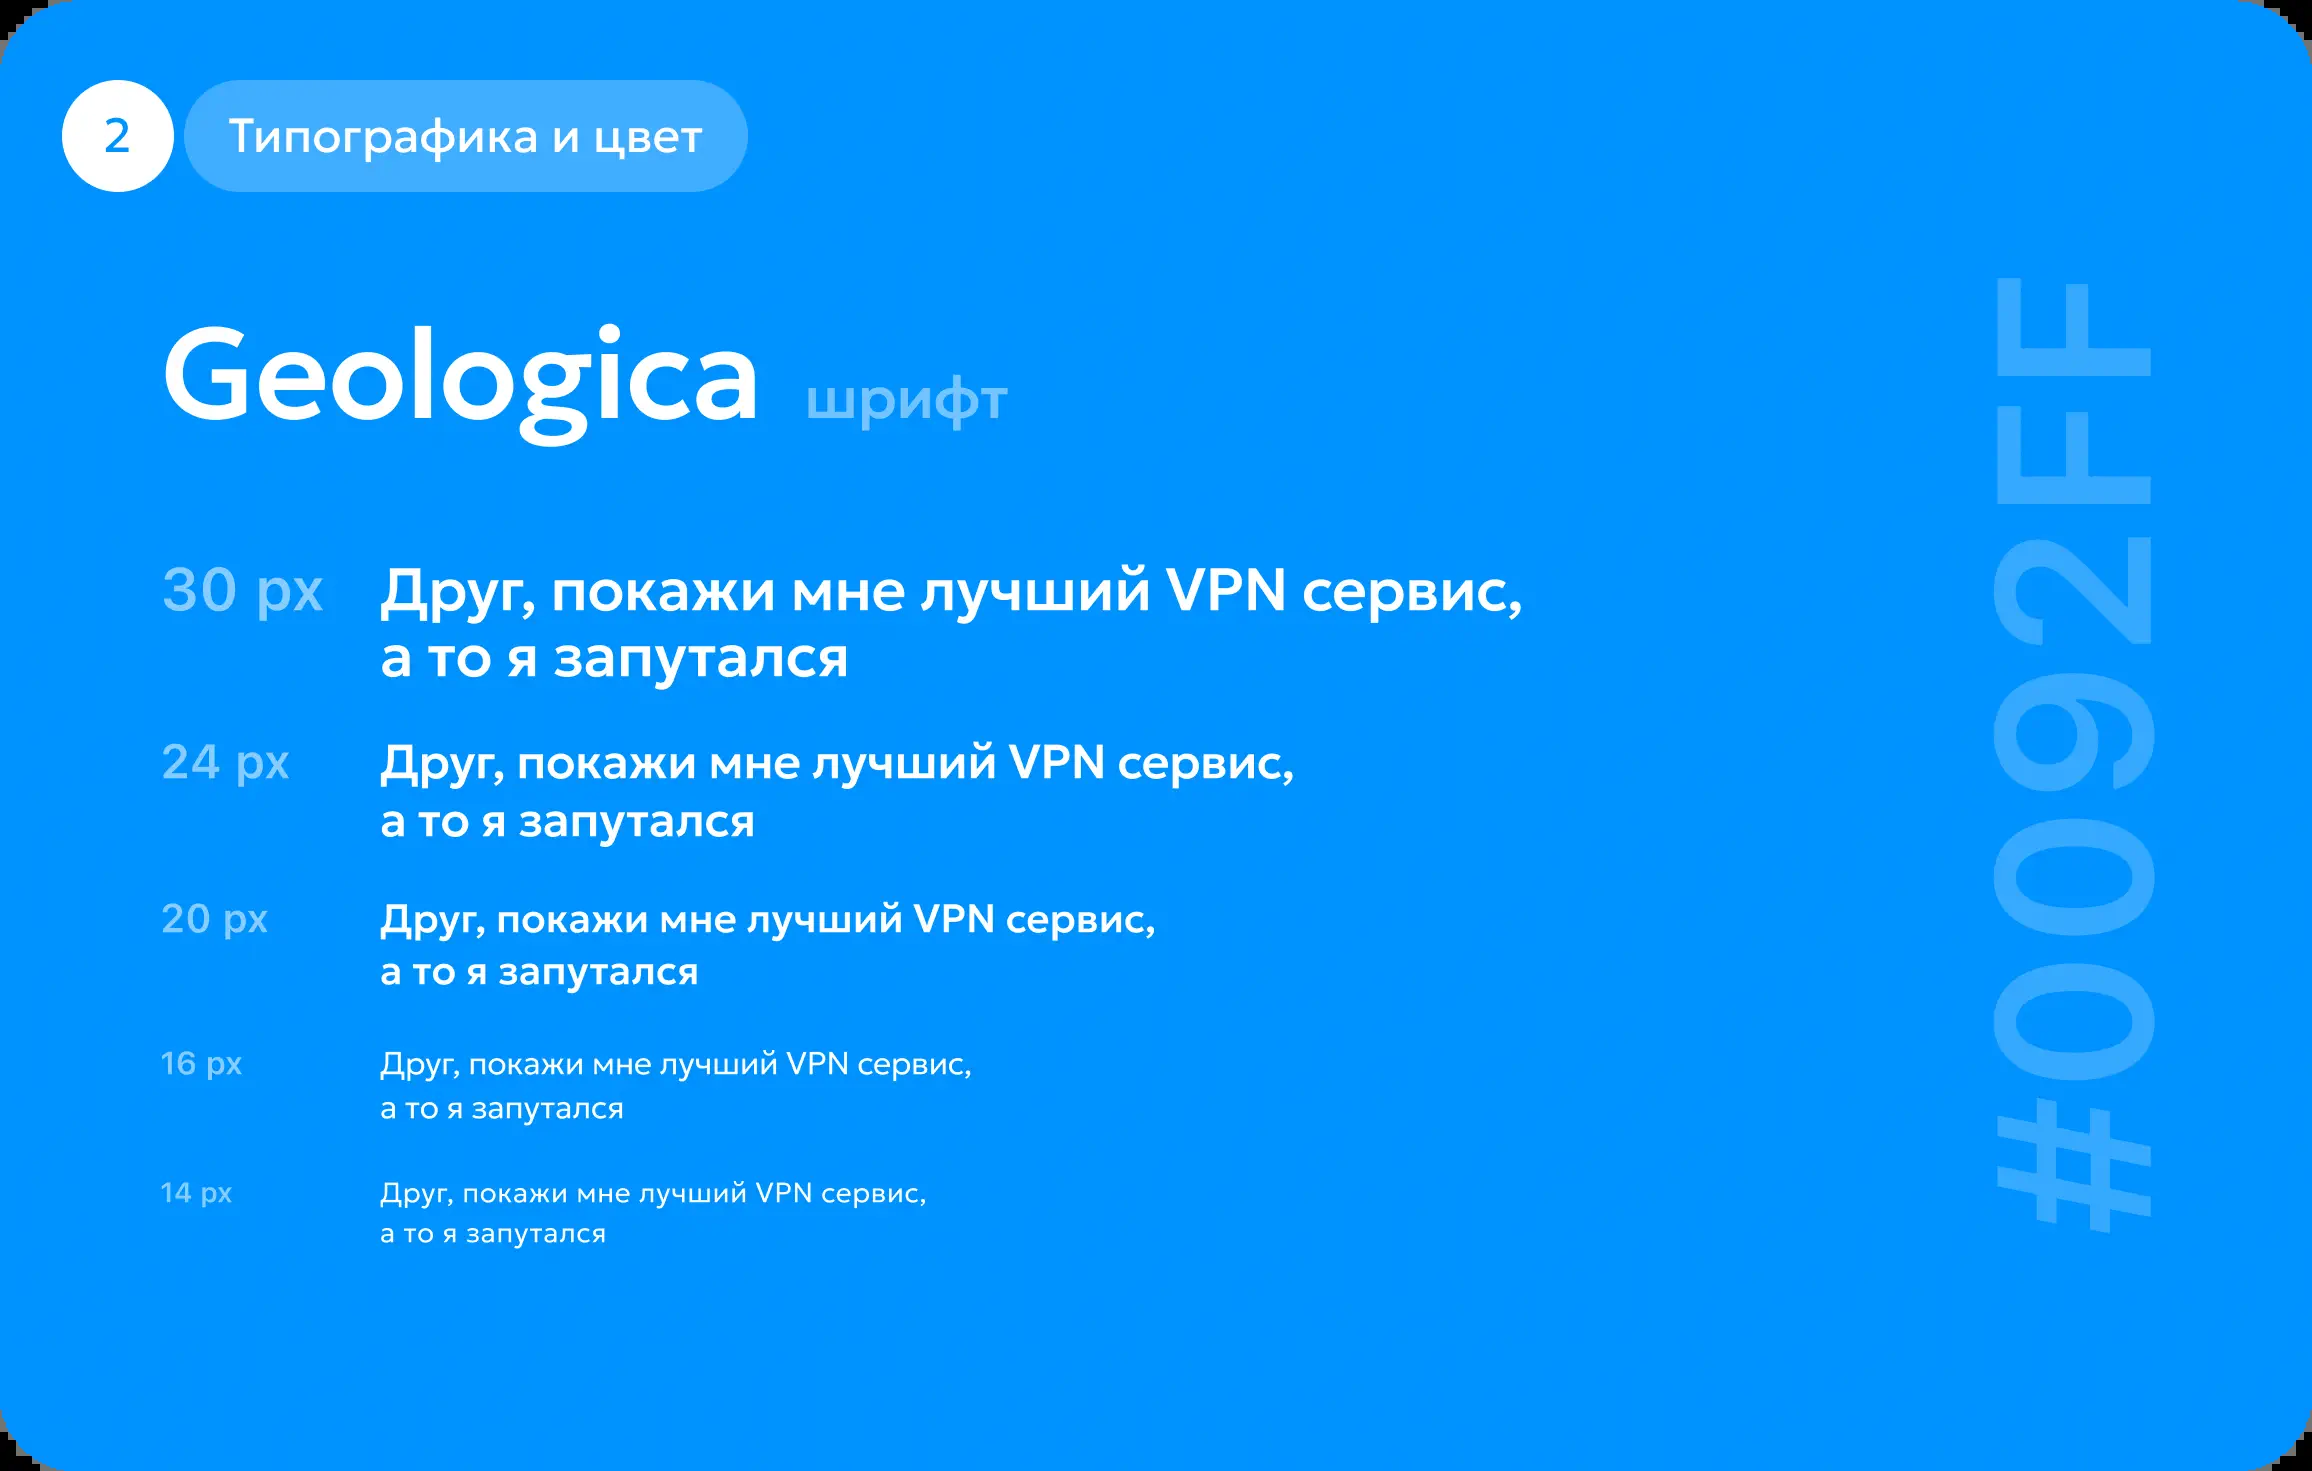 2 Типографика и цвет
Geologica шрифт
30 px Друг, покажи мне лучший VPN сервис,
а то я запутался
24 px Друг, покажи мне лучший VPN сервис,
а то я запутался
20 px Друг, покажи мне лучший VPN сервис,
а то я запутался
16 px Друг, покажи мне лучший VPN сервис,
а то я запутался
14 px Друг, покажи мне лучший VPN сервис,
а то я запутался
#0092FF